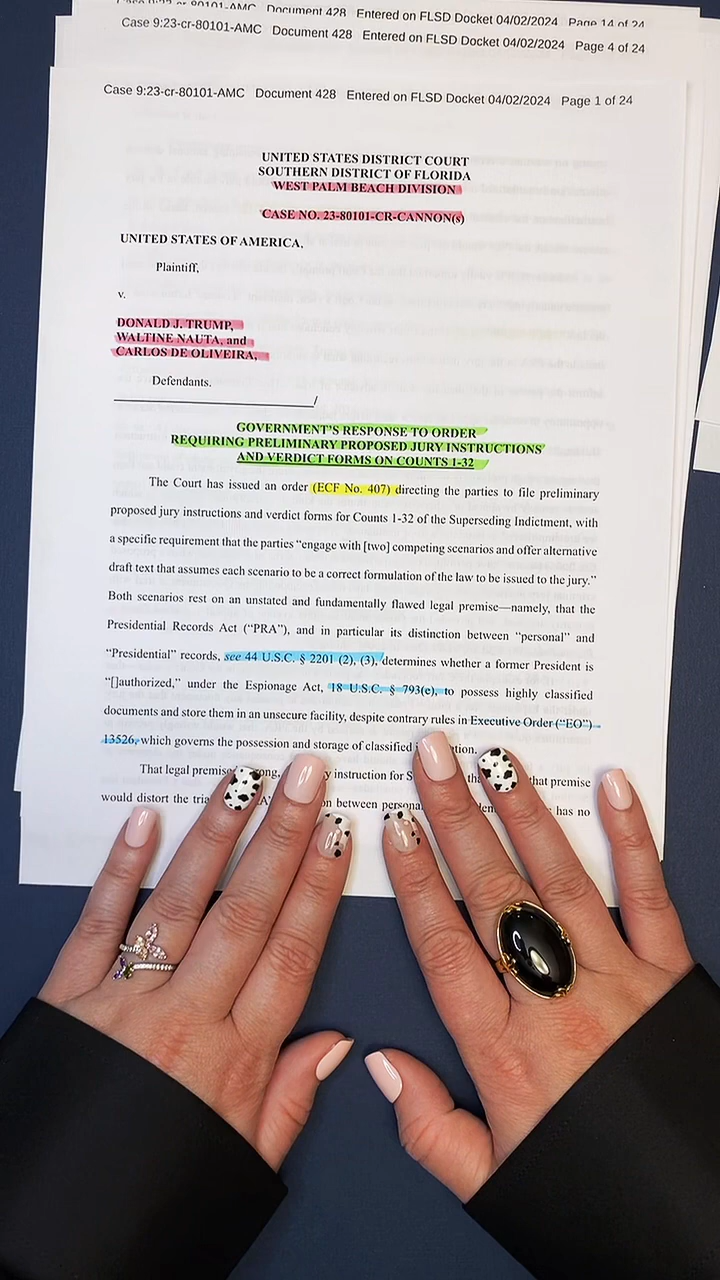 Document 428 Entered on FLSD Docket 04/02/2024 Page 14 of 24
Case 9:23-cr-80101-AMC Document 428 Entered on FLSD Docket 04/02/2024 Page 4 of 24
Case 9:23-cr-80101-AMC Document 428 Entered on FLSD Docket 04/02/2024 Page 1 of 24
UNITED STATES DISTRICT COURT
SOUTHERN DISTRICT OF FLORIDA
WEST PALM BEACH DIVISION
CASE NO. 23-80101-CR-CANNON(s)
UNITED STATES OF AMERICA,
Plaintiff,
v.
DONALD J. TRUMP,
WALTINE NAUTA, and
CARLOS DE OLIVEIRA,
Defendants.
/
GOVERNMENT'S RESPONSE TO ORDER
REQUIRING PRELIMINARY PROPOSED JURY INSTRUCTIONS
AND VERDICT FORMS ON COUNTS 1-32
The Court has issued an order (ECF No. 407) directing the parties to file preliminary
proposed jury instructions and verdict forms for Counts 1-32 of the Superseding Indictment, with
a specific requirement that the parties “engage with [two] competing scenarios and offer alternative
draft text that assumes each scenario to be a correct formulation of the law to be issued to the jury.”
Both scenarios rest on an unstated and fundamentally flawed legal premise—namely, that the
Presidential Records Act (“PRA”), and in particular its distinction between “personal” and
“Presidential” records, see 44 U.S.C. § 2201 (2), (3), determines whether a former President is
“[]authorized,” under the Espionage Act, 18 U.S.C. § 793(e), to possess highly classified
documents and store them in an unsecure facility, despite contrary rules in Executive Order (“EO”)
13526, which governs the possession and storage of classified
That legal premise instruction for that premise
would distort the between has no